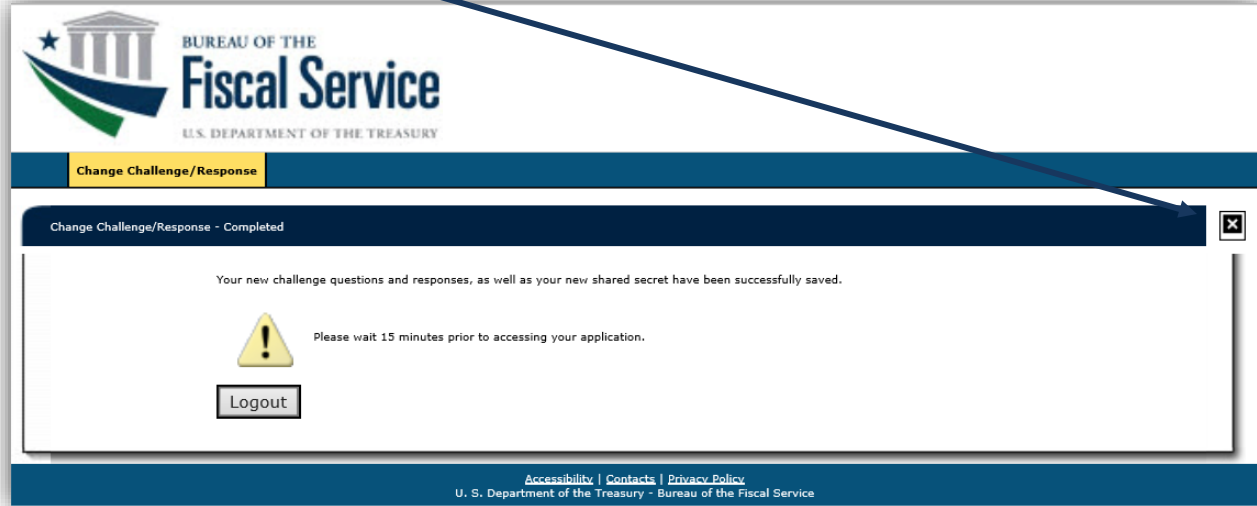 BUREAU OF THE
Fiscal Service
U.S. DEPARTMENT OF THE TREASURY
Change Challenge/Response
Change Challenge/Response - Completed
Your new challenge questions and responses, as well as your new shared secret have been successfully saved.
Please wait 15 minutes prior to accessing your application.
Logout
Accessibility | Contacts | Privacy Policy
U. S. Department of the Treasury - Bureau of the Fiscal Service